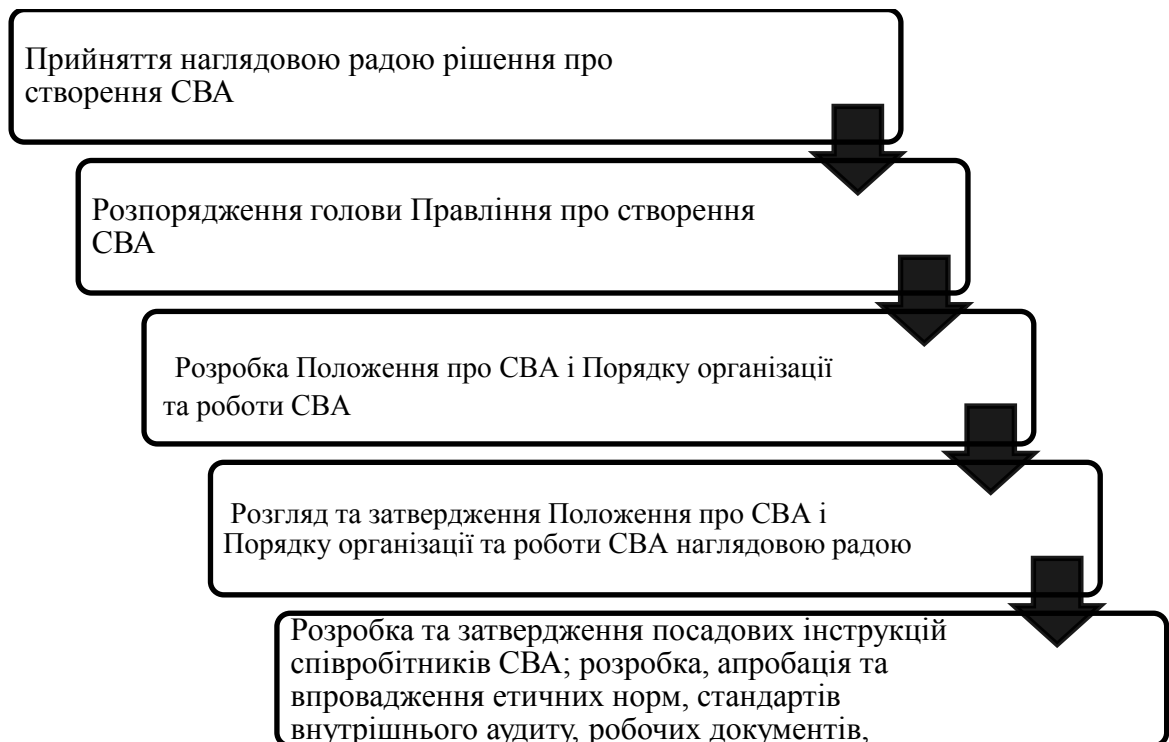 Прийняття наглядовою радою рішення про
створення СВА
Розпорядження голови Правління про створення
СВА
Розробка Положення про СВА і Порядку організації
та роботи СВА
Розгляд та затвердження Положення про СВА і
Порядку організації та роботи СВА наглядовою радою
Розробка та затвердження посадових інструкцій
співробітників СВА; розробка, апробація та
впровадження етичних норм, стандартів
внутрішнього аудиту, робочих документів,